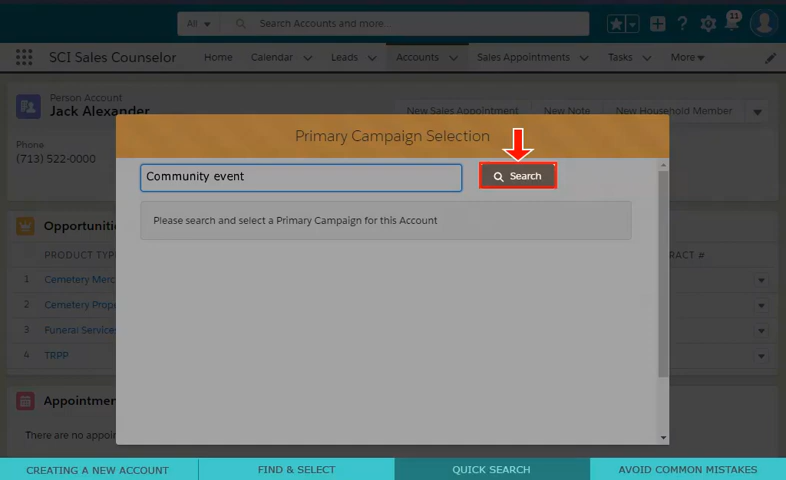 All
Search Accounts and more...
11
SCI Sales Counselor
Home
Calendar
Leads
Accounts
Sales Appointments
Tasks
More
Person Account
Jack Alexander
New Sales Appointment
New Note
New Household Member
Phone
(713) 522-0000
Primary Campaign Selection
Community event
Search
Please search and select a Primary Campaign for this Account
Opportuni
PRODUCT TYP
RACT #
1 Cemetery Merc
2 Cemetery Prop
3 Funeral Service
4 TRPP
Appointmen
There are no appoi
CREATING A NEW ACCOUNT
FIND & SELECT
QUICK SEARCH
AVOID COMMON MISTAKES